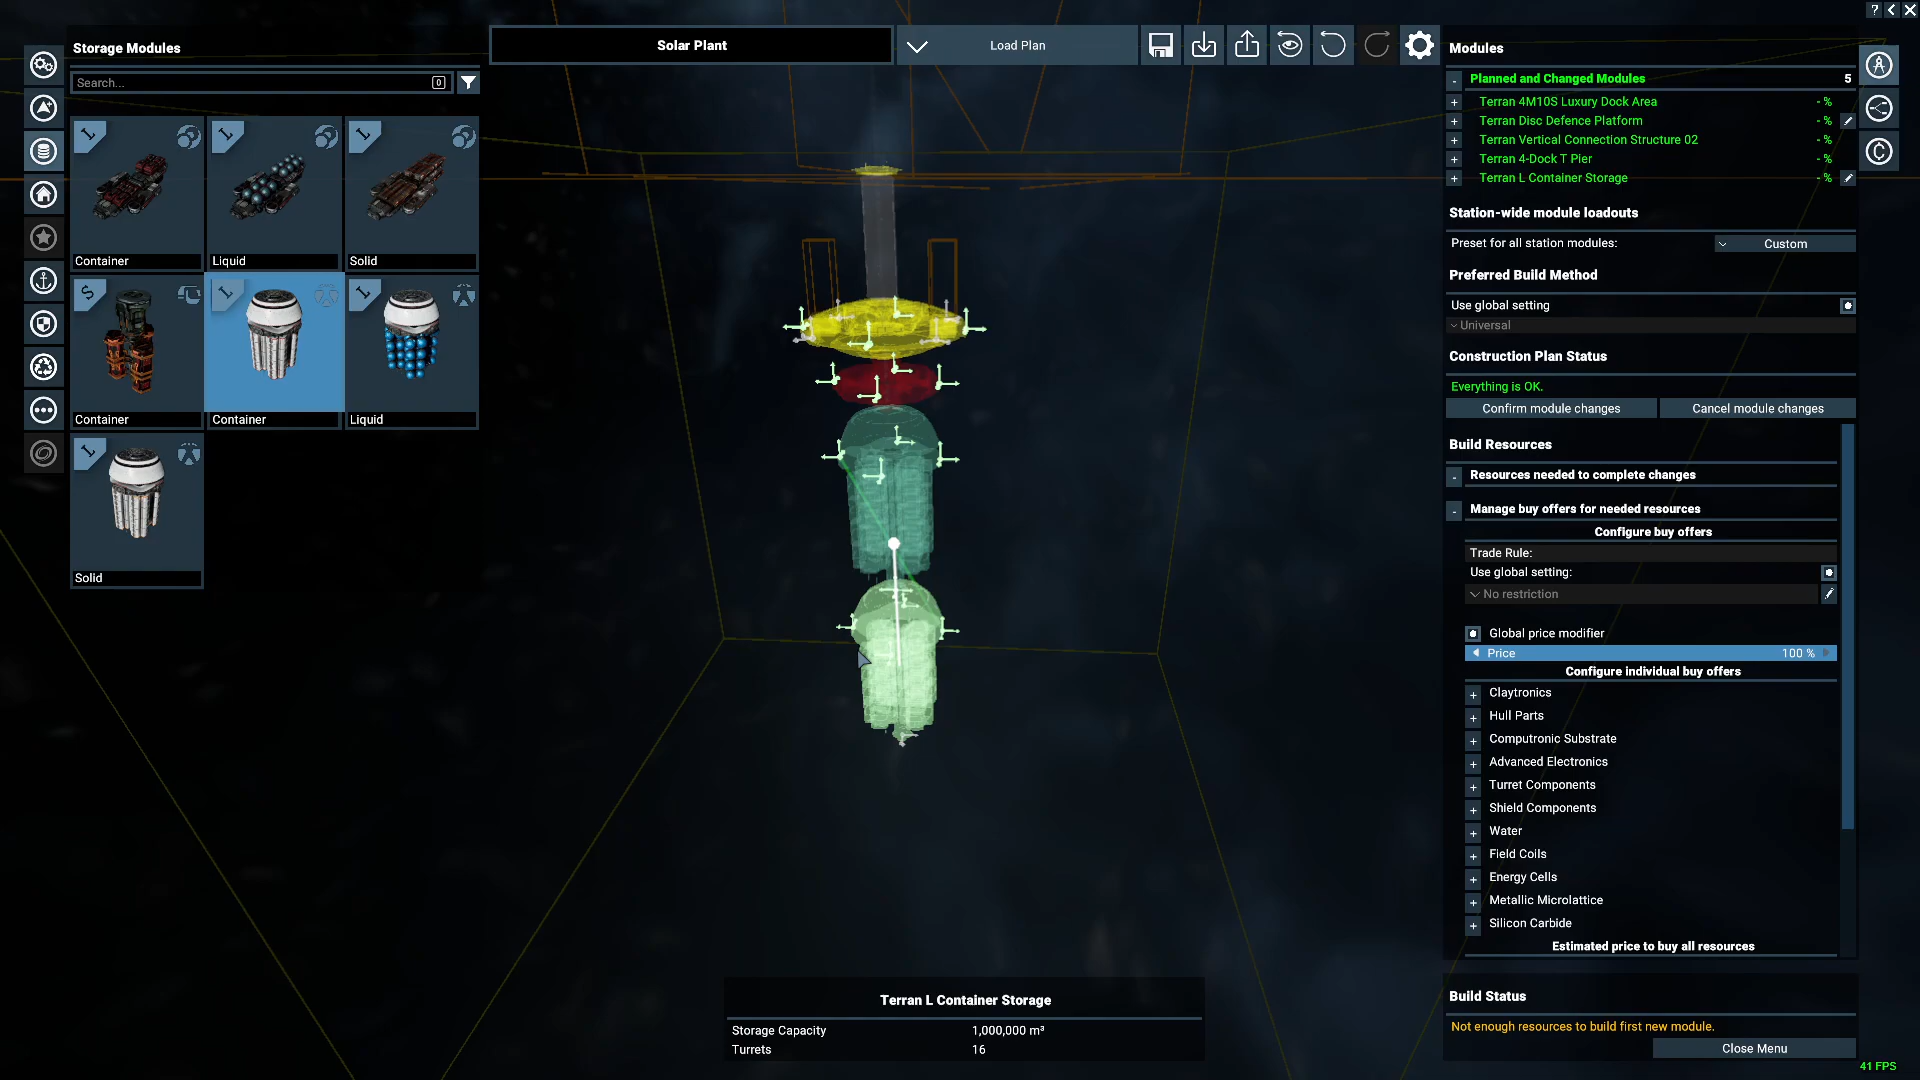 Storage Modules
Search...
0
L
L
L
Container
Liquid
Solid
S
L
L
Container
Container
Liquid
L
Solid
Solar Plant
Load Plan
?
Modules
- Planned and Changed Modules 5
+ Terran 4M10S Luxury Dock Area - %
+ Terran Disc Defence Platform - %
+ Terran Vertical Connection Structure 02 - %
+ Terran 4-Dock T Pier - %
+ Terran L Container Storage - %
Station-wide module loadouts
Preset for all station modules: Custom
Preferred Build Method
Use global setting
Universal
Construction Plan Status
Everything is OK.
Confirm module changes Cancel module changes
Build Resources
- Resources needed to complete changes
- Manage buy offers for needed resources
Configure buy offers
Trade Rule:
Use global setting:
No restriction
Global price modifier
Price 100 %
Configure individual buy offers
+ Claytronics
+ Hull Parts
+ Computronic Substrate
+ Advanced Electronics
+ Turret Components
+ Shield Components
+ Water
+ Field Coils
+ Energy Cells
+ Metallic Microlattice
+ Silicon Carbide
Estimated price to buy all resources
Terran L Container Storage
Storage Capacity 1,000,000 m³
Turrets 16
Build Status
Not enough resources to build first new module.
Close Menu
41 FPS